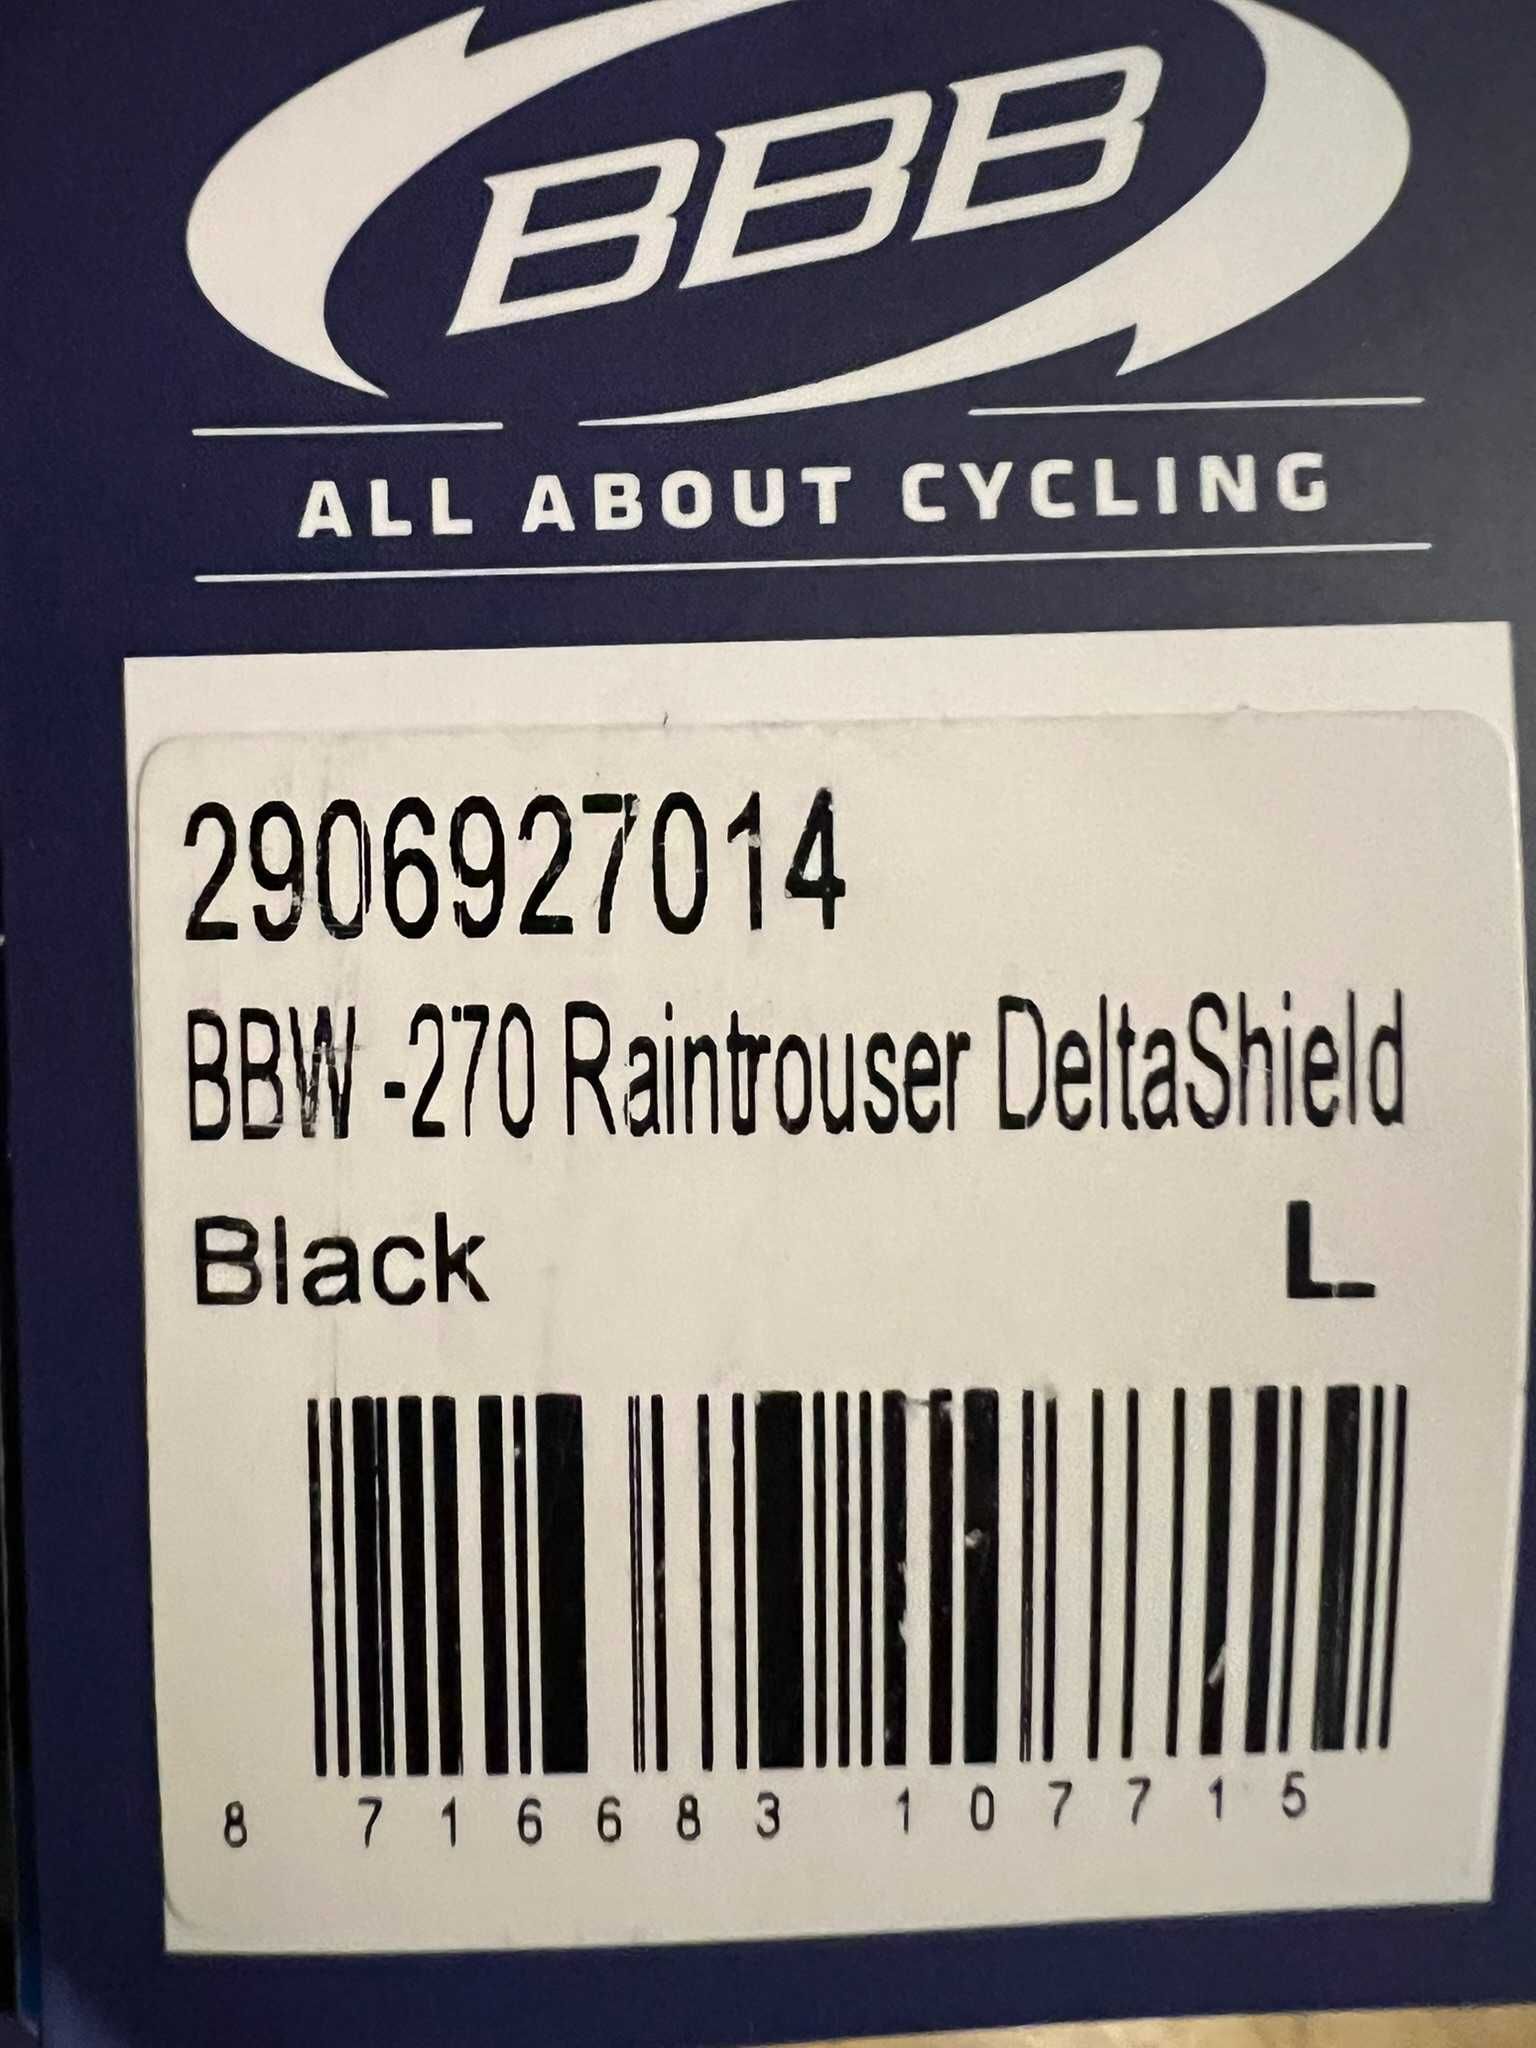 BBB
ALL ABOUT CYCLING
2906927014
BBW -270 Raintrouser DeltaShield
Black L
8 716683 107715